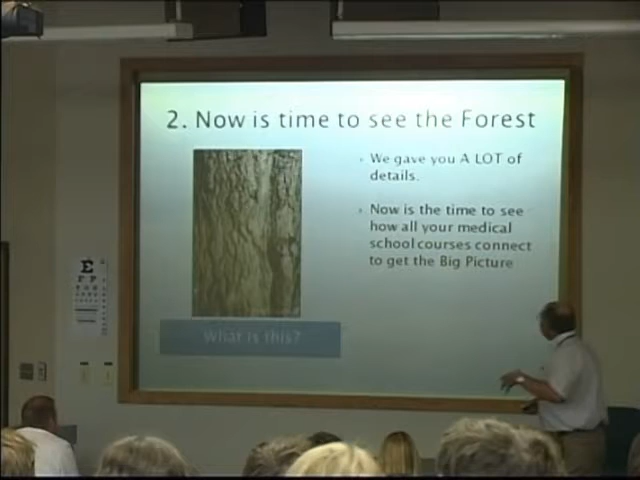 2. Now is time to see the Forest
We gave you A LOT of
details.
Now is the time to see
how all your medical
school courses connect
to get the Big Picture
What is this?
E
F P